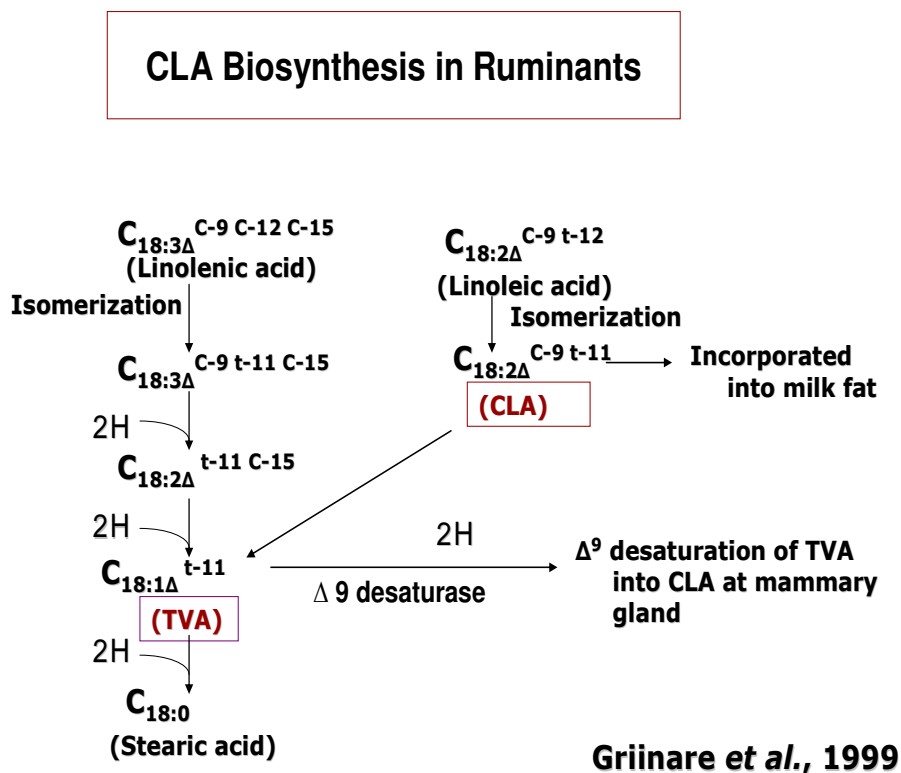 CLA Biosynthesis in Ruminants
C18:3Δ C-9 C-12 C-15
(Linolenic acid)
Isomerization
C18:3Δ C-9 t-11 C-15
2H
C18:2Δ t-11 C-15
2H
C18:1Δ t-11
(TVA)
2H
C18:0
(Stearic acid)
C18:2Δ C-9 t-12
(Linoleic acid)
Isomerization
C18:2Δ C-9 t-11
(CLA)
Incorporated
into milk fat
2H
Δ 9 desaturase
Δ9 desaturation of TVA
into CLA at mammary
gland
Griinare et al., 1999